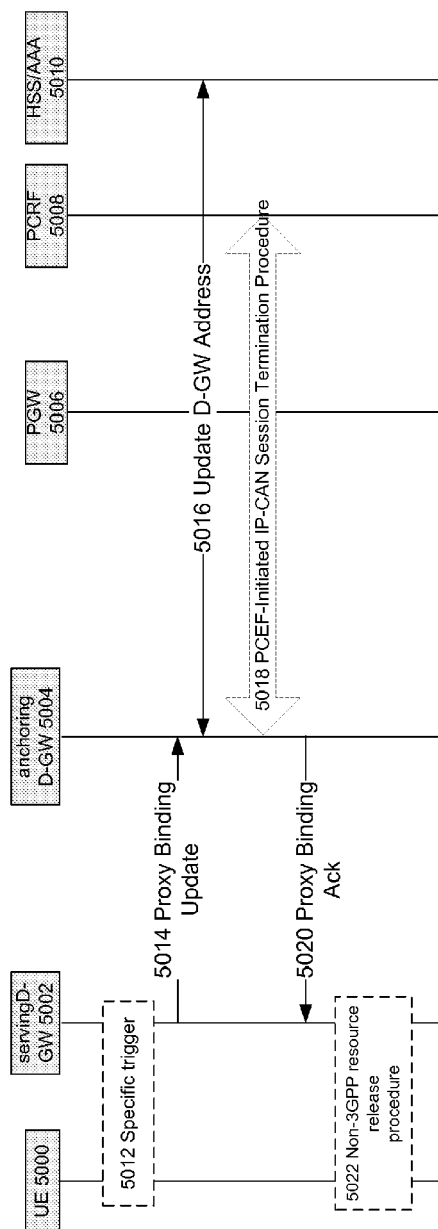 UE 5000
servingD-
GW 5002
anchoring
D-GW 5004
PGW
5006
PCRF
5008
HSS/AAA
5010
5012 Specific trigger
5014 Proxy Binding
Update
5016 Update D-GW Address
5018 PCEF-Initiated IP-CAN Session Termination Procedure
5020 Proxy Binding
Ack
5022 Non-3GPP resource
release
procedure